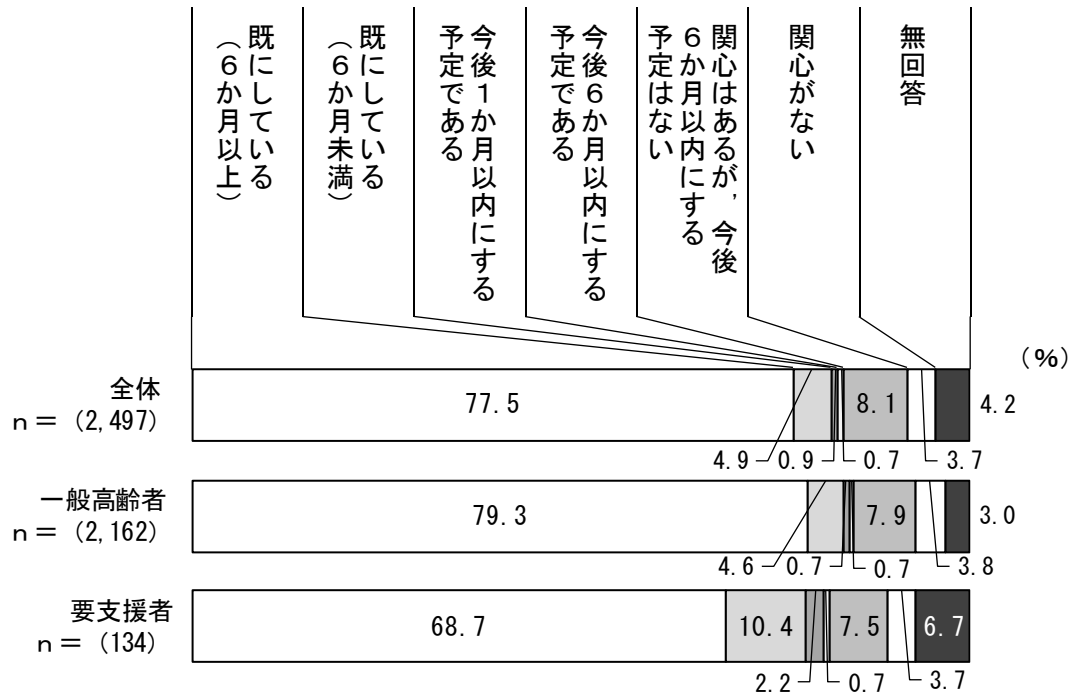 既にしている
（６か月以上）
既にしている
（６か月未満）
今後１か月以内にする
予定である
今後６か月以内にする
予定である
関心はあるが，今後
６か月以内にする
予定はない
関心がない
無回答
（％）
全体
ｎ＝（2,497）
77.5
8.1
4.2
4.9
0.9
0.7
3.7
一般高齢者
ｎ＝（2,162）
79.3
7.9
3.0
4.6
0.7
0.7
3.8
要支援者
ｎ＝（134）
68.7
10.4
7.5
6.7
2.2
0.7
3.7